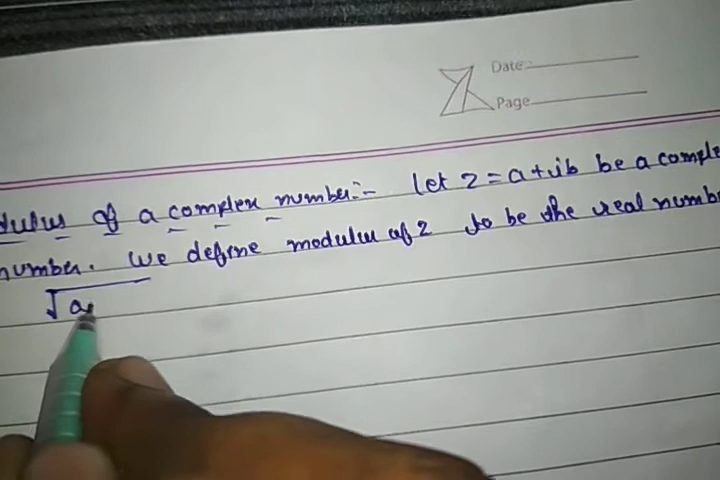 Date
Page
dulus of a complex number:- let z = a+ib be a comple
number. We define modulus of z to be the real numb
√a